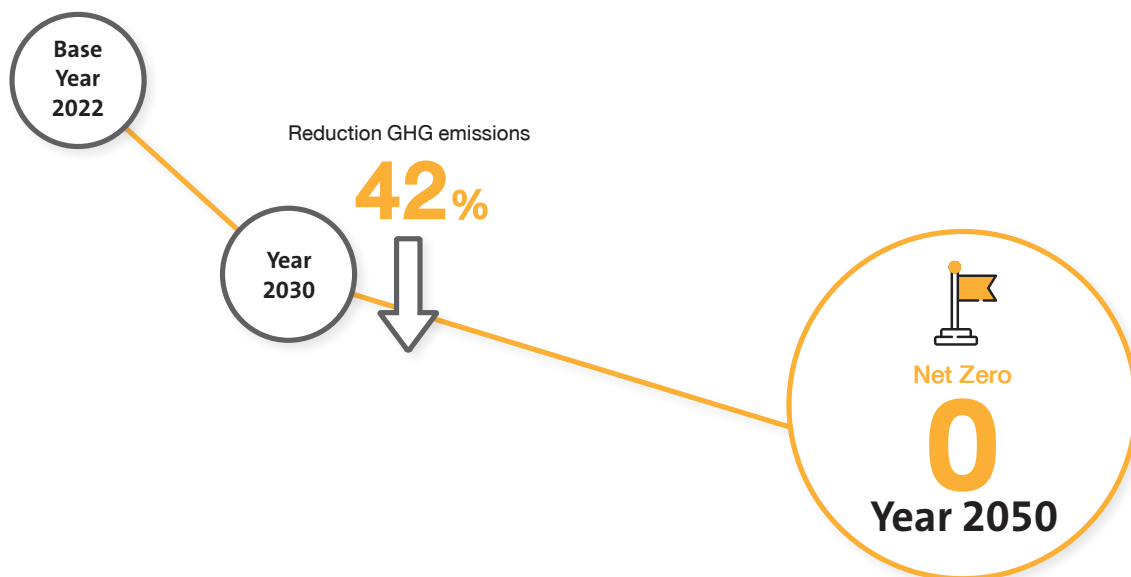 Base
Year
2022
Reduction GHG emissions
42%
Year
2030
Net Zero
0
Year 2050